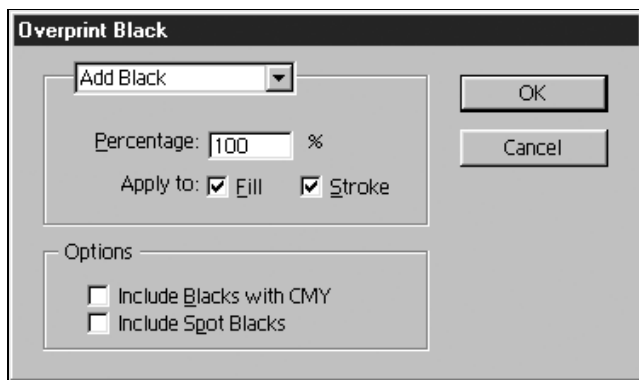 Overprint Black
Add Black
OK
Percentage: 100 %
Cancel
Apply to: Fill Stroke
Options
Include Blacks with CMY
Include Spot Blacks